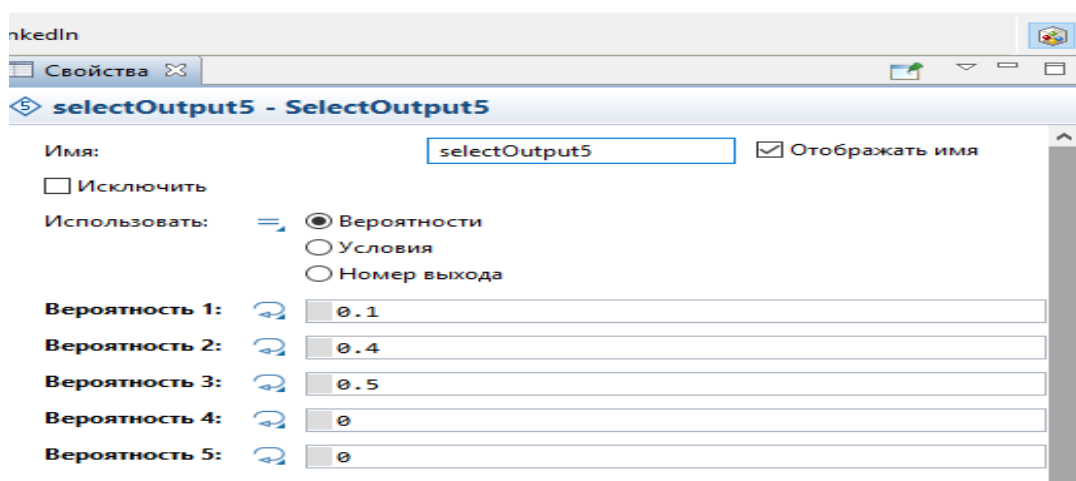 nkedIn
Свойства
5 selectOutput5 - SelectOutput5
Имя: selectOutput5 Отображать имя
Исключить
Использовать: Вероятности
Условия
Номер выхода
Вероятность 1: 0.1
Вероятность 2: 0.4
Вероятность 3: 0.5
Вероятность 4: 0
Вероятность 5: 0